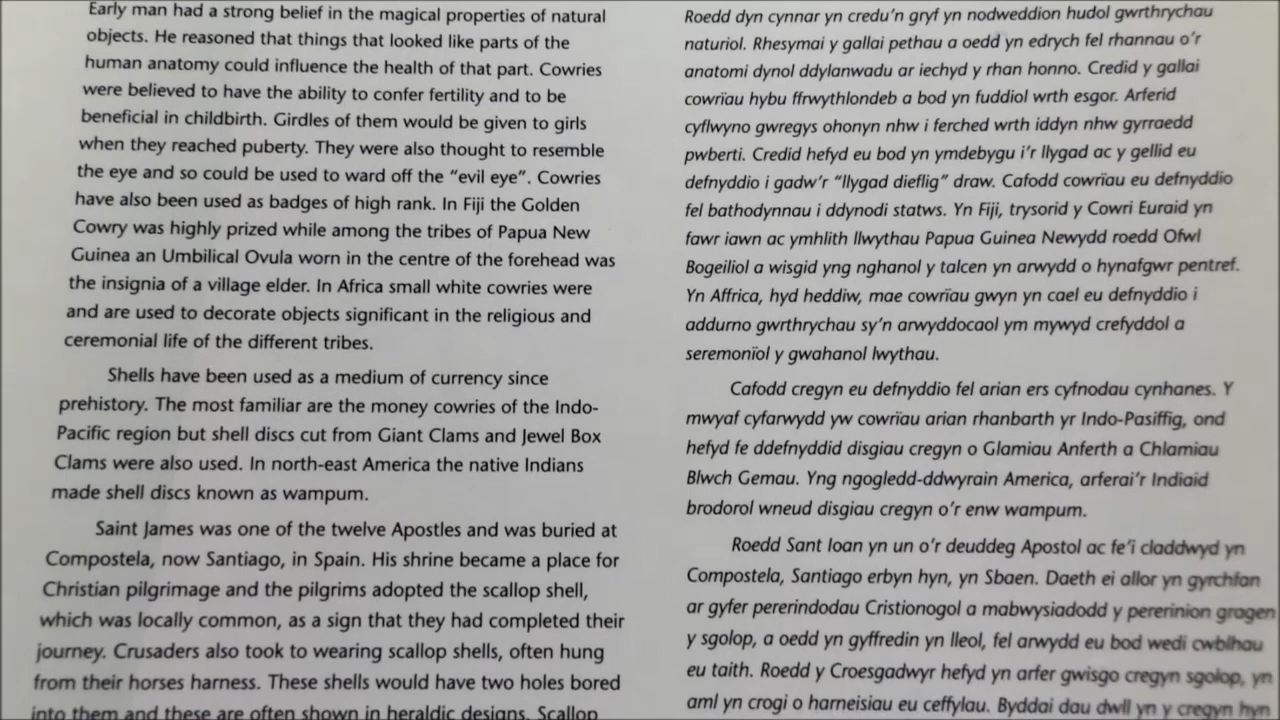 Early man had a strong belief in the magical properties of natural
objects. He reasoned that things that looked like parts of the
human anatomy could influence the health of that part. Cowries
were believed to have the ability to confer fertility and to be
beneficial in childbirth. Girdles of them would be given to girls
when they reached puberty. They were also thought to resemble
the eye and so could be used to ward off the “evil eye”. Cowries
have also been used as badges of high rank. In Fiji the Golden
Cowry was highly prized while among the tribes of Papua New
Guinea an Umbilical Ovula worn in the centre of the forehead was
the insignia of a village elder. In Africa small white cowries were
and are used to decorate objects significant in the religious and
ceremonial life of the different tribes.
Shells have been used as a medium of currency since
prehistory. The most familiar are the money cowries of the Indo-
Pacific region but shell discs cut from Giant Clams and Jewel Box
Clams were also used. In north-east America the native Indians
made shell discs known as wampum.
Saint James was one of the twelve Apostles and was buried at
Compostela, now Santiago, in Spain. His shrine became a place for
Christian pilgrimage and the pilgrims adopted the scallop shell,
which was locally common, as a sign that they had completed their
journey. Crusaders also took to wearing scallop shells, often hung
from their horses harness. These shells would have two holes bored
into them and these are often shown in heraldic designs. Scallop
Roedd dyn cynnar yn credu’n gryf yn nodweddion hudol gwrthrychau
naturiol. Rhesymai y gallai pethau a oedd yn edrych fel rhannau o’r
anatomi dynol ddylanwadu ar iechyd y rhan honno. Credid y gallai
cowrïau hybu ffrwythlondeb a bod yn fuddiol wrth esgor. Arferid
cyflwyno gwregys ohonyn nhw i ferched wrth iddyn nhw gyrraedd
pwberti. Credid hefyd eu bod yn ymdebygu i’r llygad ac y gellid eu
defnyddio i gadw’r “llygad dieflig” draw. Cafodd cowrïau eu defnyddio
fel bathodynnau i ddynodi statws. Yn Fiji, trysorid y Cowri Euraid yn
fawr iawn ac ymhlith llwythau Papua Guinea Newydd roedd Ofwl
Bogeiliol a wisgid yng nghanol y talcen yn arwydd o hynafgwr pentref.
Yn Affrica, hyd heddiw, mae cowrïau gwyn yn cael eu defnyddio i
addurno gwrthrychau sy’n arwyddocaol ym mywyd crefyddol a
seremonïol y gwahanol lwythau.
Cafodd cregyn eu defnyddio fel arian ers cyfnodau cynhanes. Y
mwyaf cyfarwydd yw cowrïau arian rhanbarth yr Indo-Pasiffig, ond
hefyd fe ddefnyddid disgiau cregyn o Glamiau Anferth a Chlamiau
Blwch Gemau. Yng ngogledd-ddwyrain America, arferai’r Indiaid
brodorol wneud disgiau cregyn o’r enw wampum.
Roedd Sant Ioan yn un o’r deuddeg Apostol ac fe’i claddwyd yn
Compostela, Santiago erbyn hyn, yn Sbaen. Daeth ei allor yn gyrchfan
ar gyfer pererindodau Cristionogol a mabwysiadodd y pererinion gragen
y sgolop, a oedd yn gyffredin yn lleol, fel arwydd eu bod wedi cwblhau
eu taith. Roedd y Croesgadwyr hefyd yn arfer gwisgo cregyn sgolop, yn
aml yn crogi o harneisiau eu ceffylau. Byddai dau dwll yn y cregyn hyn